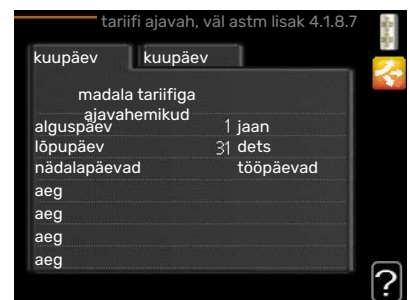 tariifi ajavah, väl astm lisak 4.1.8.7
kuupäev kuupäev
madala tariifiga
ajavahemikud
alguspäev 1 jaan
lõpupäev 31 dets
nädalapäevad tööpäevad
aeg
aeg
aeg
aeg
?